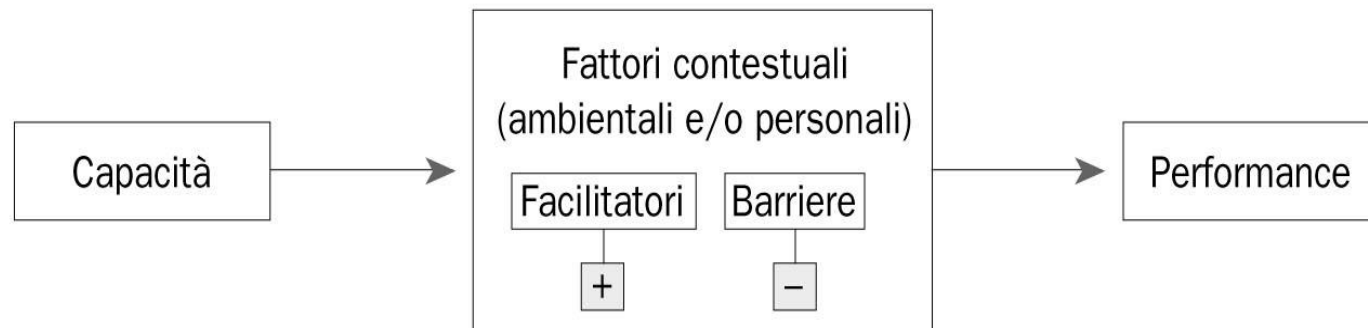 Capacità
Fattori contestuali
(ambientali e/o personali)
Facilitatori
Barriere
+
–
Performance